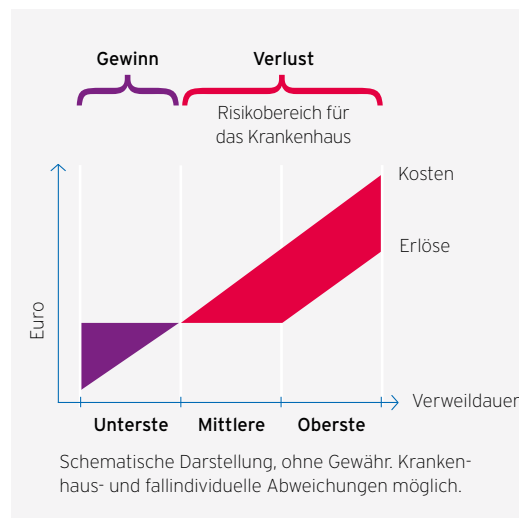 Gewinn
Verlust
Risikobereich für
das Krankenhaus
Kosten
Erlöse
Euro
Verweildauer
Unterste
Mittlere
Oberste
Schematische Darstellung, ohne Gewähr. Kranken-
haus- und fallindividuelle Abweichungen möglich.